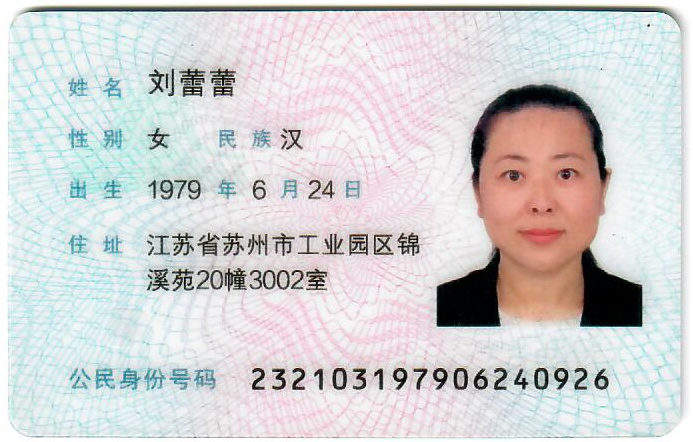 姓名 刘蕾蕾
性别 女 民族 汉
出生 1979 年 6 月 24 日
住址 江苏省苏州市工业园区锦
溪苑20幢3002室
公民身份号码 232103197906240926